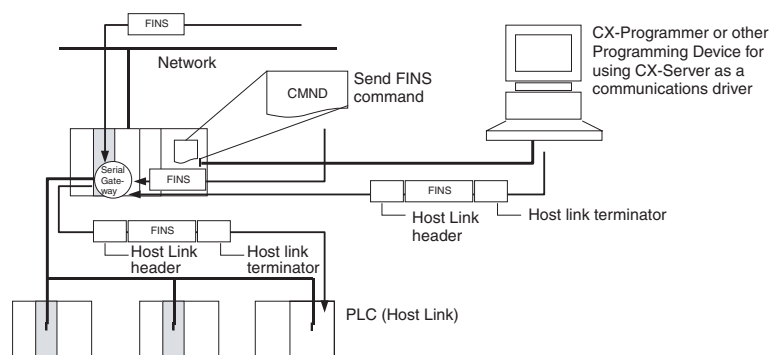 FINS
Network
CMND
Send FINS
command
CX-Programmer or other
Programming Device for
using CX-Server as a
communications driver
Serial
Gate-
way
FINS
FINS
Host Link
header
Host link terminator
FINS
Host Link
header
Host link
terminator
PLC (Host Link)